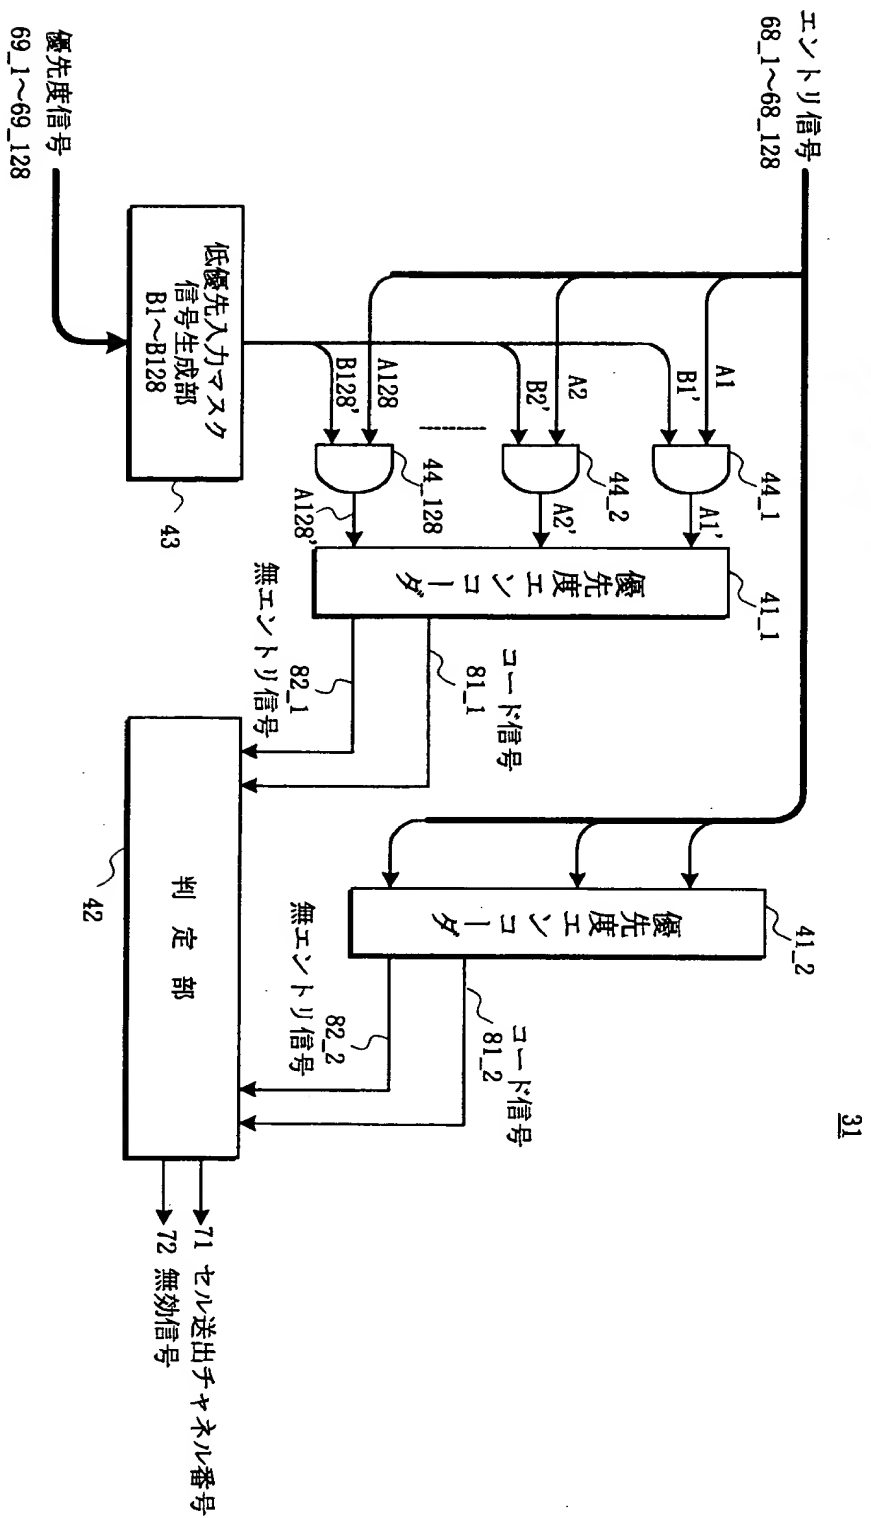 31
エントリ信号
68_1～68_128
A1
B1'
44_1
A1'
A2
B2'
44_2
A2'
A128
B128'
44_128
A128'
41_1
優先度エンコーダ
コード信号
81_1
82_1
無エントリ信号
41_2
優先度エンコーダ
コード信号
81_2
82_2
無エントリ信号
優先度信号
69_1～69_128
低優先入力マスク
信号生成部
B1～B128
43
判定部
42
71 セル送出チャネル番号
72 無効信号